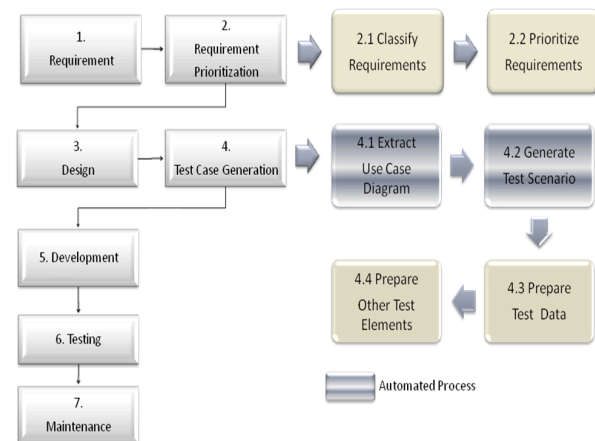 1.
Requirement
2.
Requirement
Prioritization
2.1 Classify
Requirements
2.2 Prioritize
Requirements
3.
Design
4.
Test Case Generation
4.1 Extract
Use Case
Diagram
4.2 Generate
Test Scenario
5. Development
4.4 Prepare
Other Test
Elements
4.3 Prepare
Test Data
6. Testing
Automated Process
7.
Maintenance